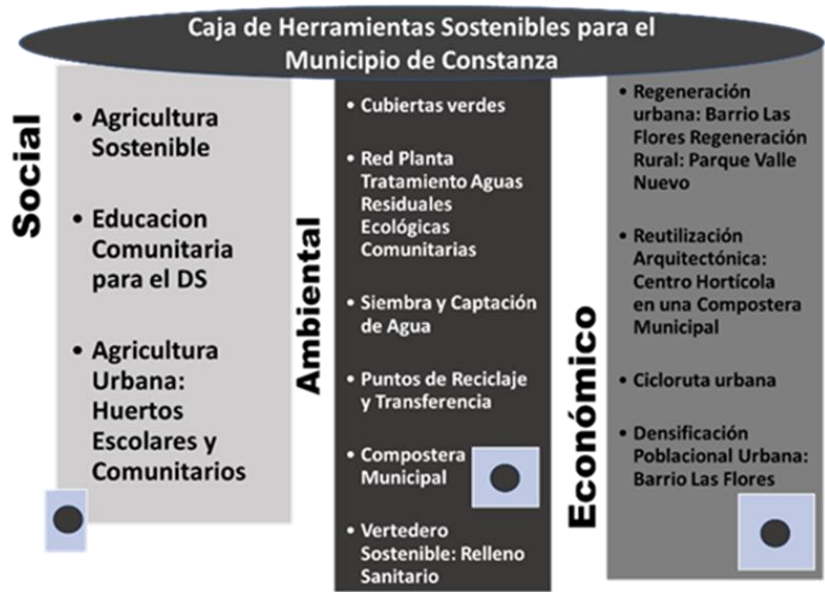 Caja de Herramientas Sostenibles para el
Municipio de Constanza
Social
• Agricultura
Sostenible
• Educacion
Comunitaria
para el DS
• Agricultura
Urbana:
Huertos
Escolares y
Comunitarios
Ambiental
• Cubiertas verdes
• Red Planta
Tratamiento Aguas
Residuales
Ecológicas
Comunitarias
• Siembra y Captación
de Agua
• Puntos de Reciclaje
y Transferencia
• Compostera
Municipal
• Vertedero
Sostenible: Relleno
Sanitario
Económico
• Regeneración
urbana: Barrio Las
Flores Regeneración
Rural: Parque Valle
Nuevo
• Reutilización
Arquitectónica:
Centro Hortícola
en una Compostera
Municipal
• Cicloruta urbana
• Densificación
Poblacional Urbana:
Barrio Las Flores